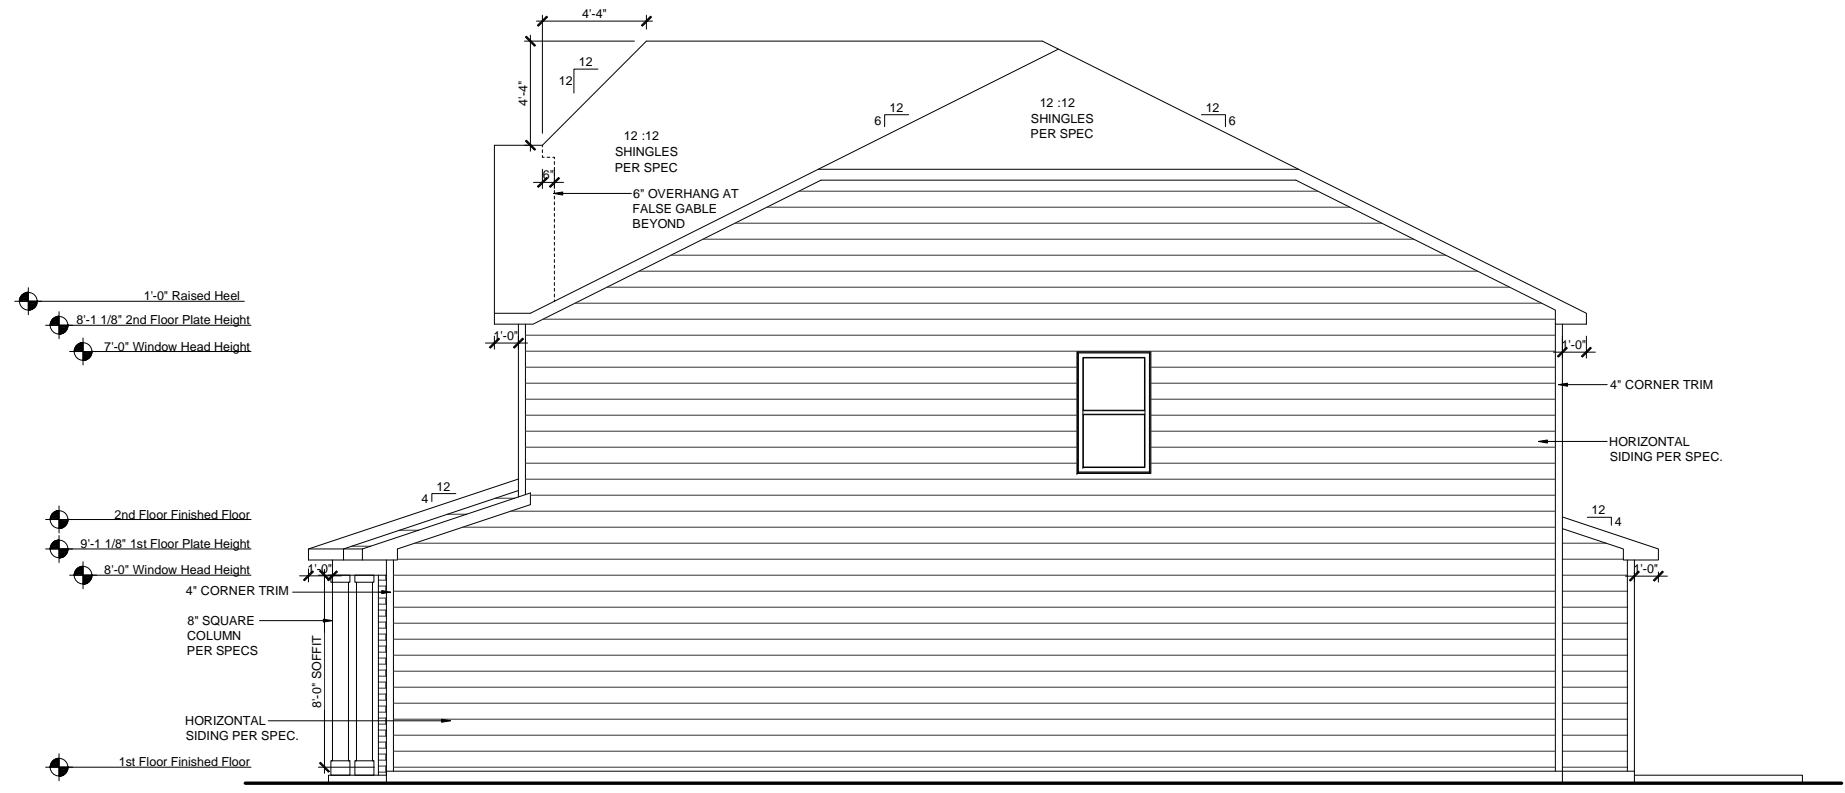 4'-4"
4'-4"
12
12
12 :12
SHINGLES
PER SPEC
6"
6" OVERHANG AT
FALSE GABLE
BEYOND
12
6
12 :12
SHINGLES
PER SPEC
12
6
1'-0" Raised Heel
8'-1 1/8" 2nd Floor Plate Height
7'-0" Window Head Height
1'-0"
1'-0"
4" CORNER TRIM
HORIZONTAL
SIDING PER SPEC.
12
4
12
4
2nd Floor Finished Floor
9'-1 1/8" 1st Floor Plate Height
8'-0" Window Head Height
1'-0"
1'-0"
4" CORNER TRIM
8" SQUARE
COLUMN
PER SPECS
8'-0" SOFFIT
HORIZONTAL
SIDING PER SPEC.
1st Floor Finished Floor